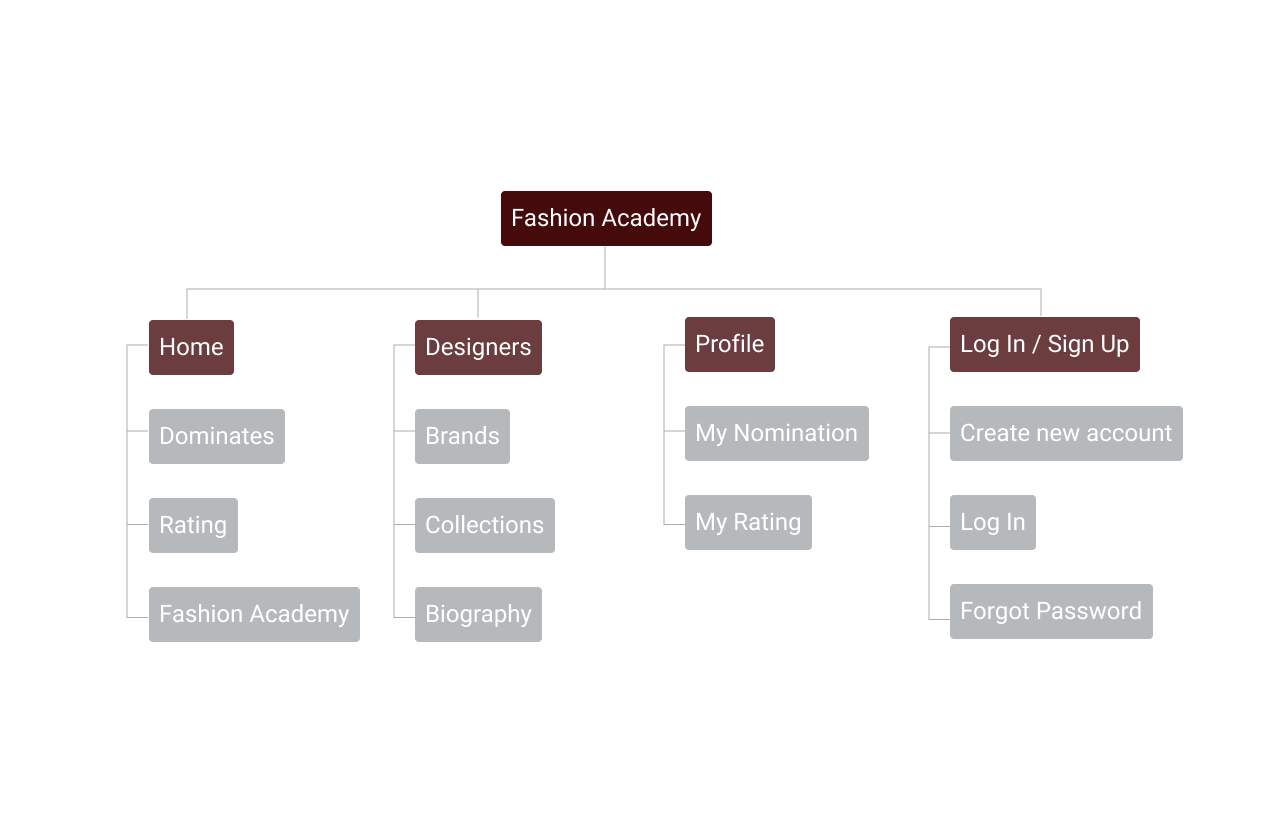 Fashion Academy
Home
Dominates
Rating
Fashion Academy
Designers
Brands
Collections
Biography
Profile
My Nomination
My Rating
Log In / Sign Up
Create new account
Log In
Forgot Password